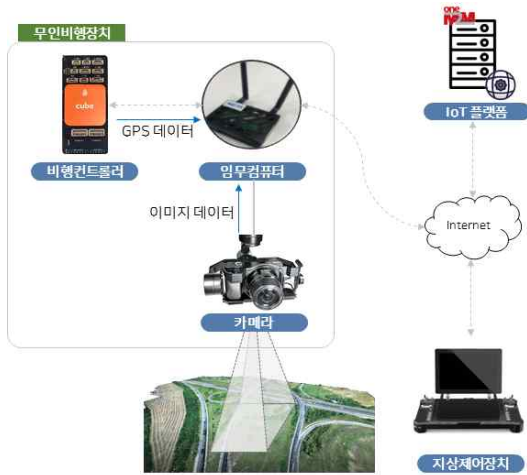 무인비행장치
one
M2M
cube
GPS 데이터
비행컨트롤러
임무컴퓨터
IoT 플랫폼
이미지 데이터
Internet
카메라
지상제어장치